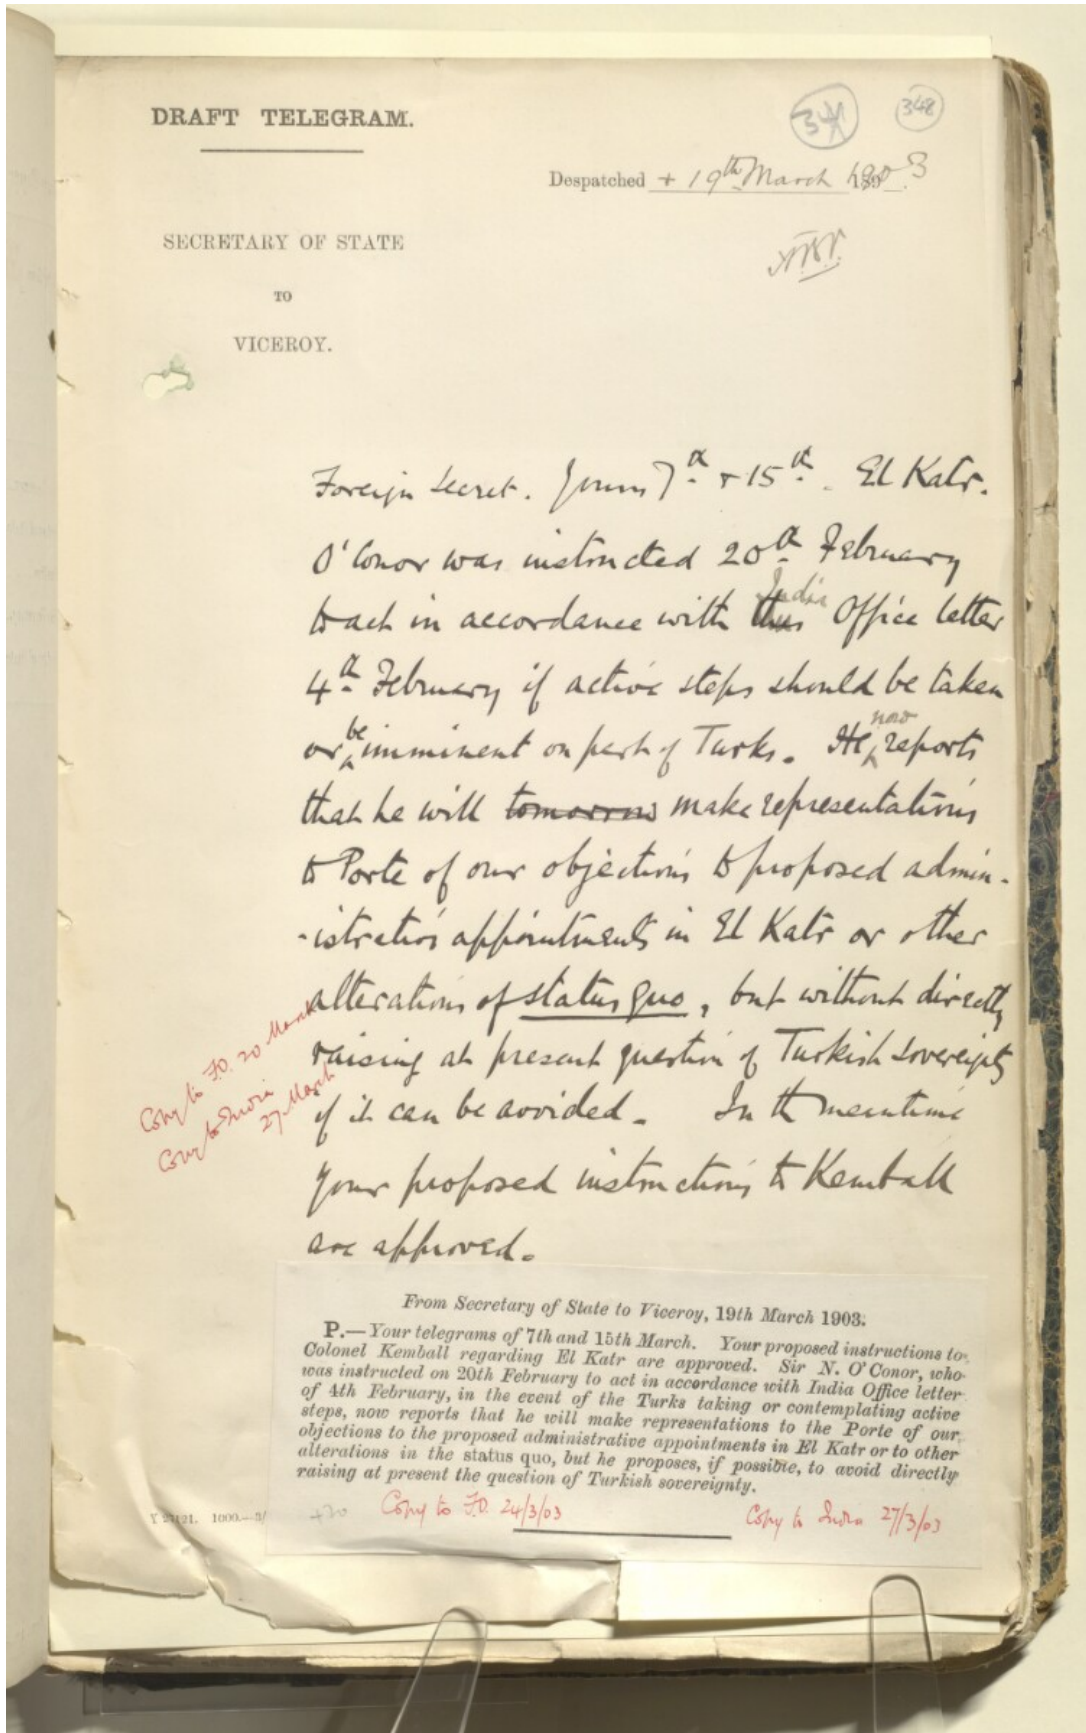 DRAFT TELEGRAM.
348
Despatched + 19th March 1903
SECRETARY OF STATE
TO
VICEROY.
Foreign Secret. Yours 7th + 15th. El Katr.
O'Conor was instructed 20th February
to act in accordance with India Office letter
4th February if active steps should be taken
or be imminent on part of Turks. He now reports
that he will tomorrow make representations
to Porte of our objections to proposed admin-
-istrative appointments in El Katr or other
alterations of status quo, but without directly
raising at present question of Turkish sovereignty
if it can be avoided. In the meantime
your proposed instructions to Kemball
are approved.
Copy to F.O. 20 March
Copy to India
27 March
From Secretary of State to Viceroy, 19th March 1903.
P.—Your telegrams of 7th and 15th March. Your proposed instructions to
Colonel Kemball regarding El Katr are approved. Sir N. O'Conor, who
was instructed on 20th February to act in accordance with India Office letter
of 4th February, in the event of the Turks taking or contemplating active
steps, now reports that he will make representations to the Porte of our
objections to the proposed administrative appointments in El Katr or to other
alterations in the status quo, but he proposes, if possible, to avoid directly
raising at present the question of Turkish sovereignty.
Copy to F.O. 24/3/03
Copy to India 27/3/03
1000.—3/